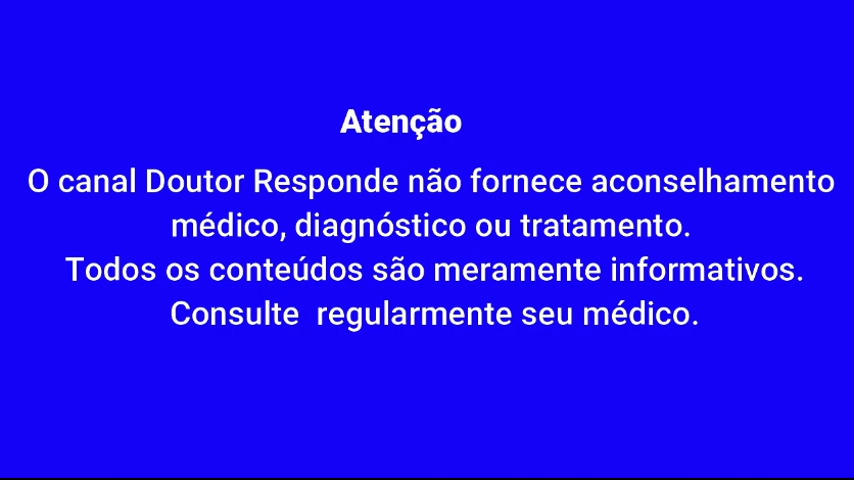 Atenção
O canal Doutor Responde não fornece aconselhamento
médico, diagnóstico ou tratamento.
Todos os conteúdos são meramente informativos.
Consulte  regularmente seu médico.